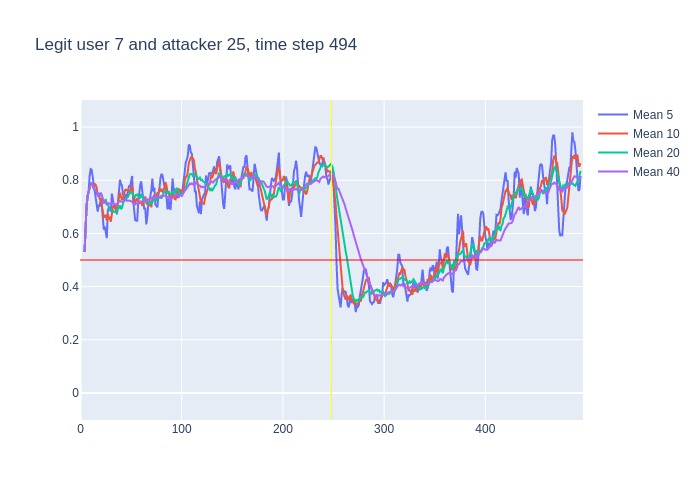 Legit user 7 and attacker 25, time step 494
Mean 5
Mean 10
Mean 20
Mean 40
1
0.8
0.6
0.4
0.2
0
0 100 200 300 400